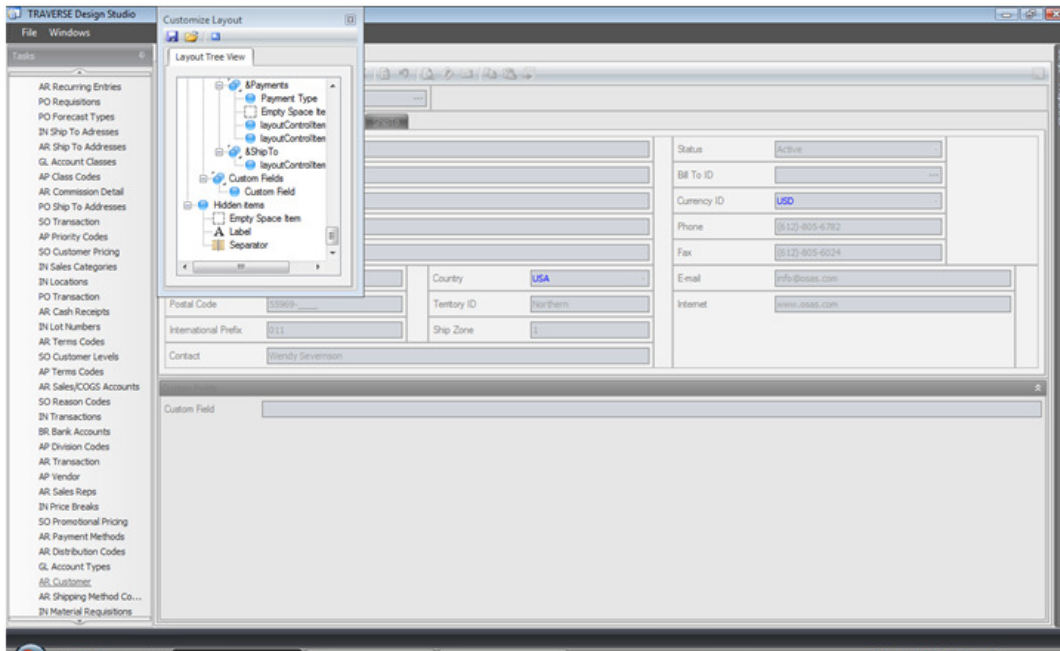 TRAVERSE Design Studio
File Windows
Tasks
Customize Layout
Layout Tree View
&Payments
Payment Type
Empty Space Ite
layoutControlIten
layoutControlIten
&ShipTo
layoutControlIten
Custom Fields
Custom Field
Hidden items
Empty Space Item
A Label
Separator
AR Recurring Entries
PO Requisitions
PO Forecast Types
IN Ship To Adresses
AR Ship To Addresses
GL Account Classes
AP Class Codes
AR Commission Detail
PO Ship To Addresses
SO Transaction
AP Priority Codes
SO Customer Pricing
IN Sales Categories
IN Locations
PO Transaction
AR Cash Receipts
IN Lot Numbers
AR Terms Codes
SO Customer Levels
AP Terms Codes
AR Sales/COGS Accounts
SO Reason Codes
IN Transactions
BR Bank Accounts
AP Division Codes
AR Transaction
AP Vendor
AR Sales Reps
IN Price Breaks
SO Promotional Pricing
AR Payment Methods
AR Distribution Codes
GL Account Types
AR Customer
AR Shipping Method Co...
IN Material Requisitions
ShipTo
Status Active
Bill To ID
Currency ID USD
Phone (612)-805-6782
Fax (612)-805-6024
Country USA E-mail info@osas.com
Postal Code 55969-____ Territory ID Northern Internet www.osas.com
International Prefix 011 Ship Zone 1
Contact Wendy Severnson
Custom Fields
Custom Field